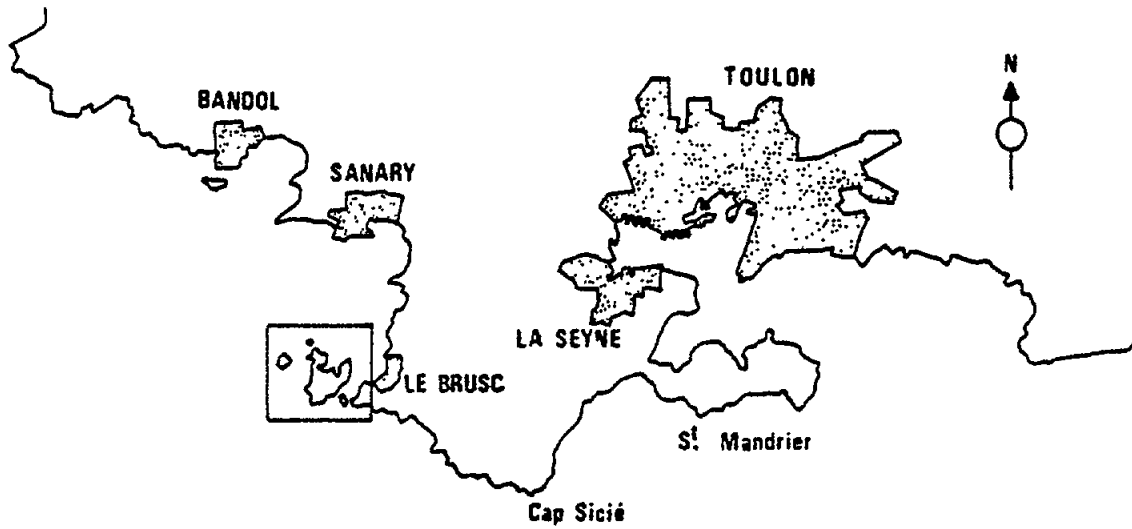 N
TOULON
BANDOL
SANARY
LA SEYNE
LE BRUSC
St Mandrier
Cap Sicié